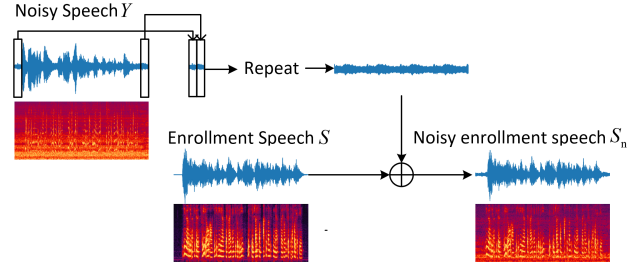 Noisy Speech Y
Repeat
Enrollment Speech S
Noisy enrollment speech Sn